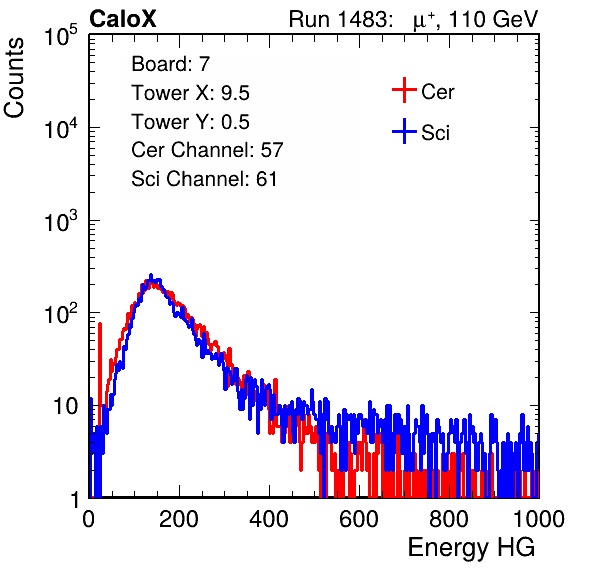 CaloX Run 1483: μ⁺, 110 GeV
Counts
10⁵
10⁴
10³
10²
10
1
Board: 7
Tower X: 9.5
Tower Y: 0.5
Cer Channel: 57
Sci Channel: 61
Cer
Sci
0 200 400 600 800 1000
Energy HG